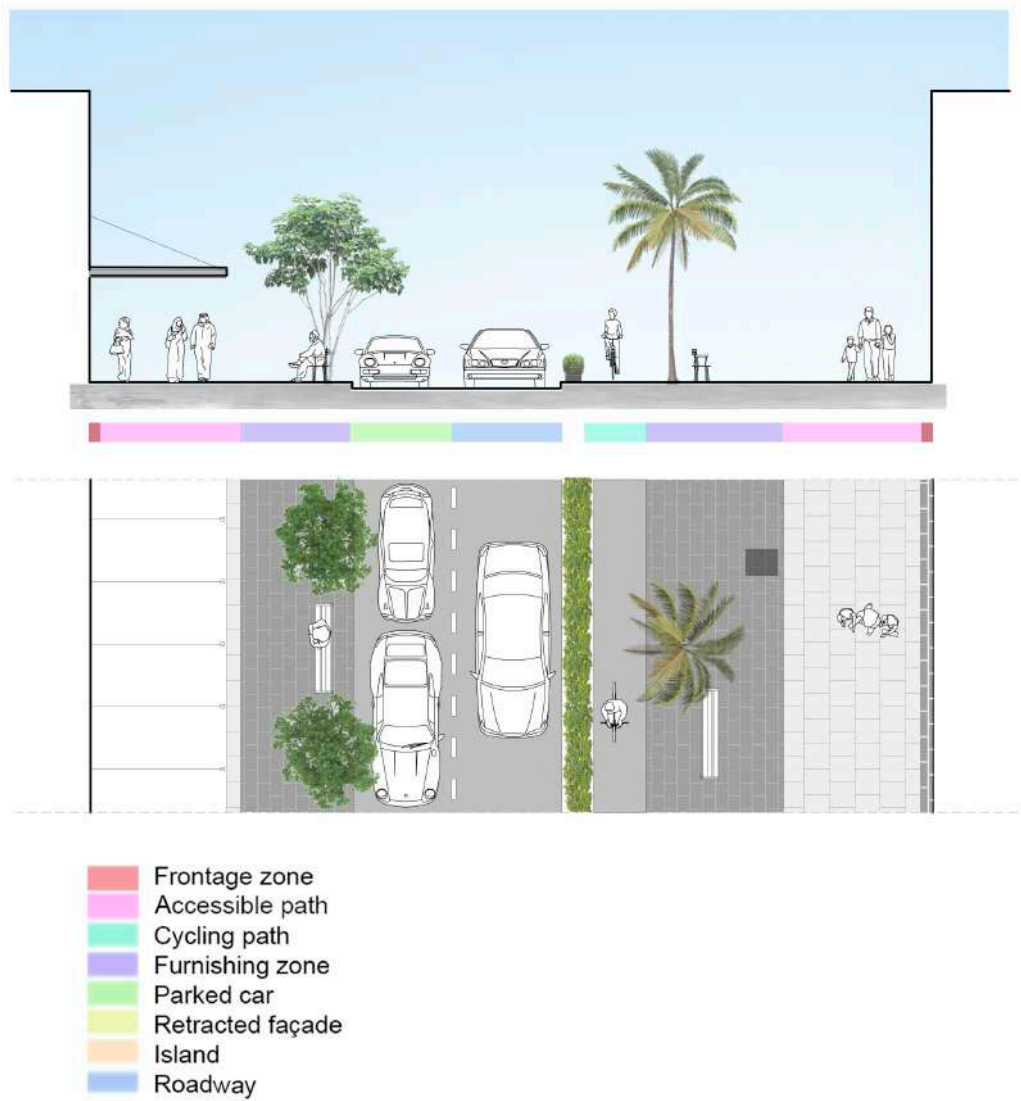 Frontage zone
Accessible path
Cycling path
Furnishing zone
Parked car
Retracted façade
Island
Roadway